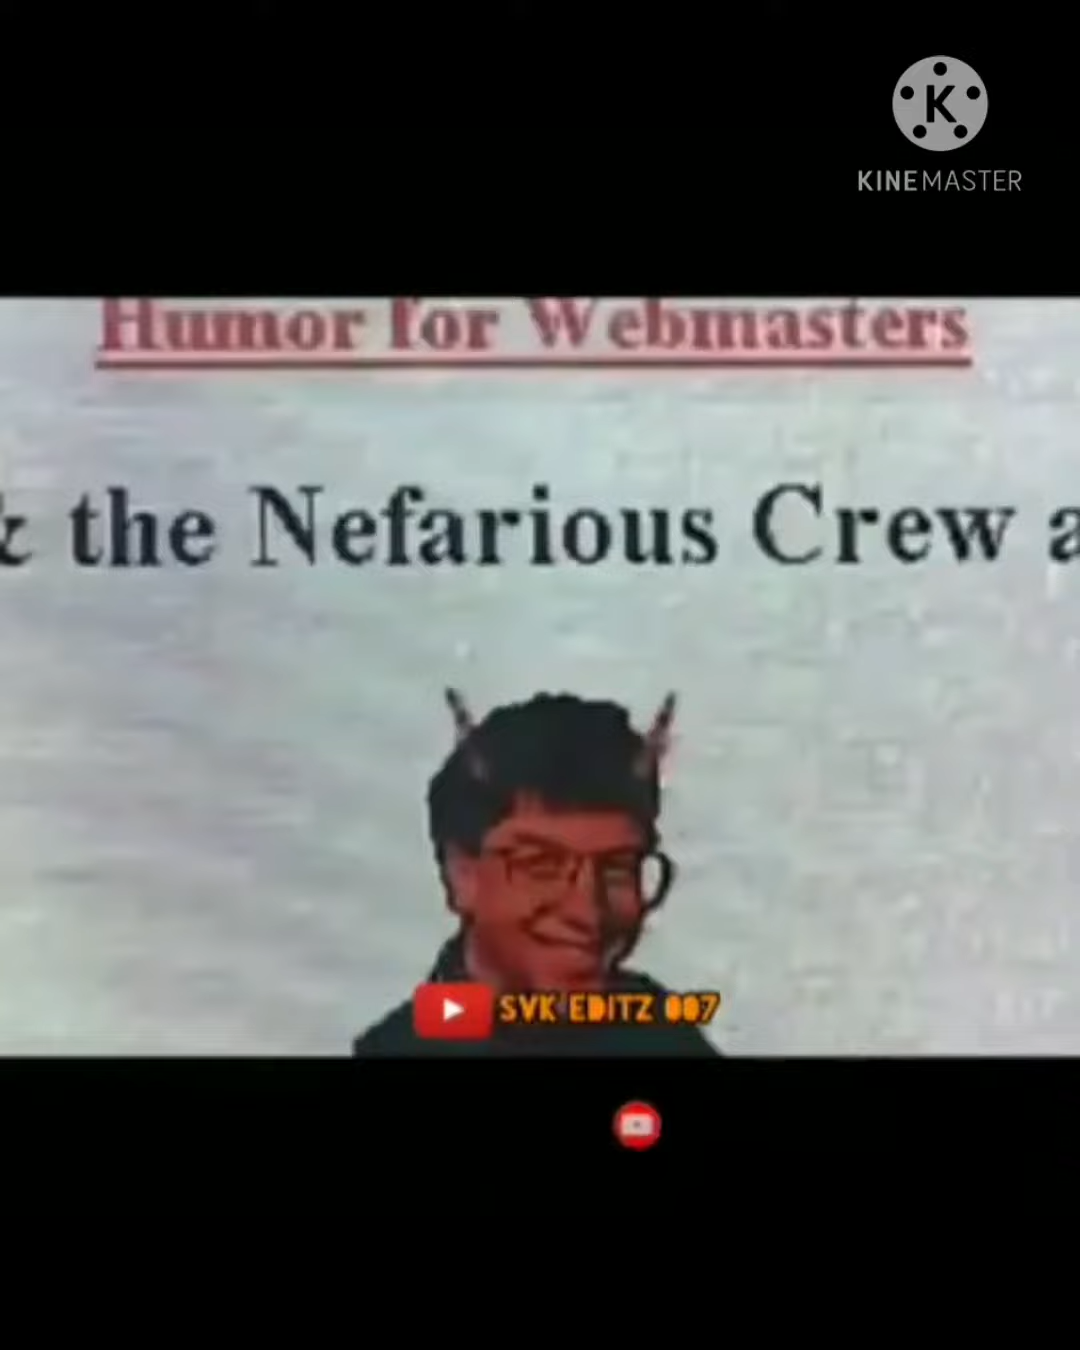 K
KINEMASTER
Humor for Webmasters
& the Nefarious Crew a
SVK EDITZ 007